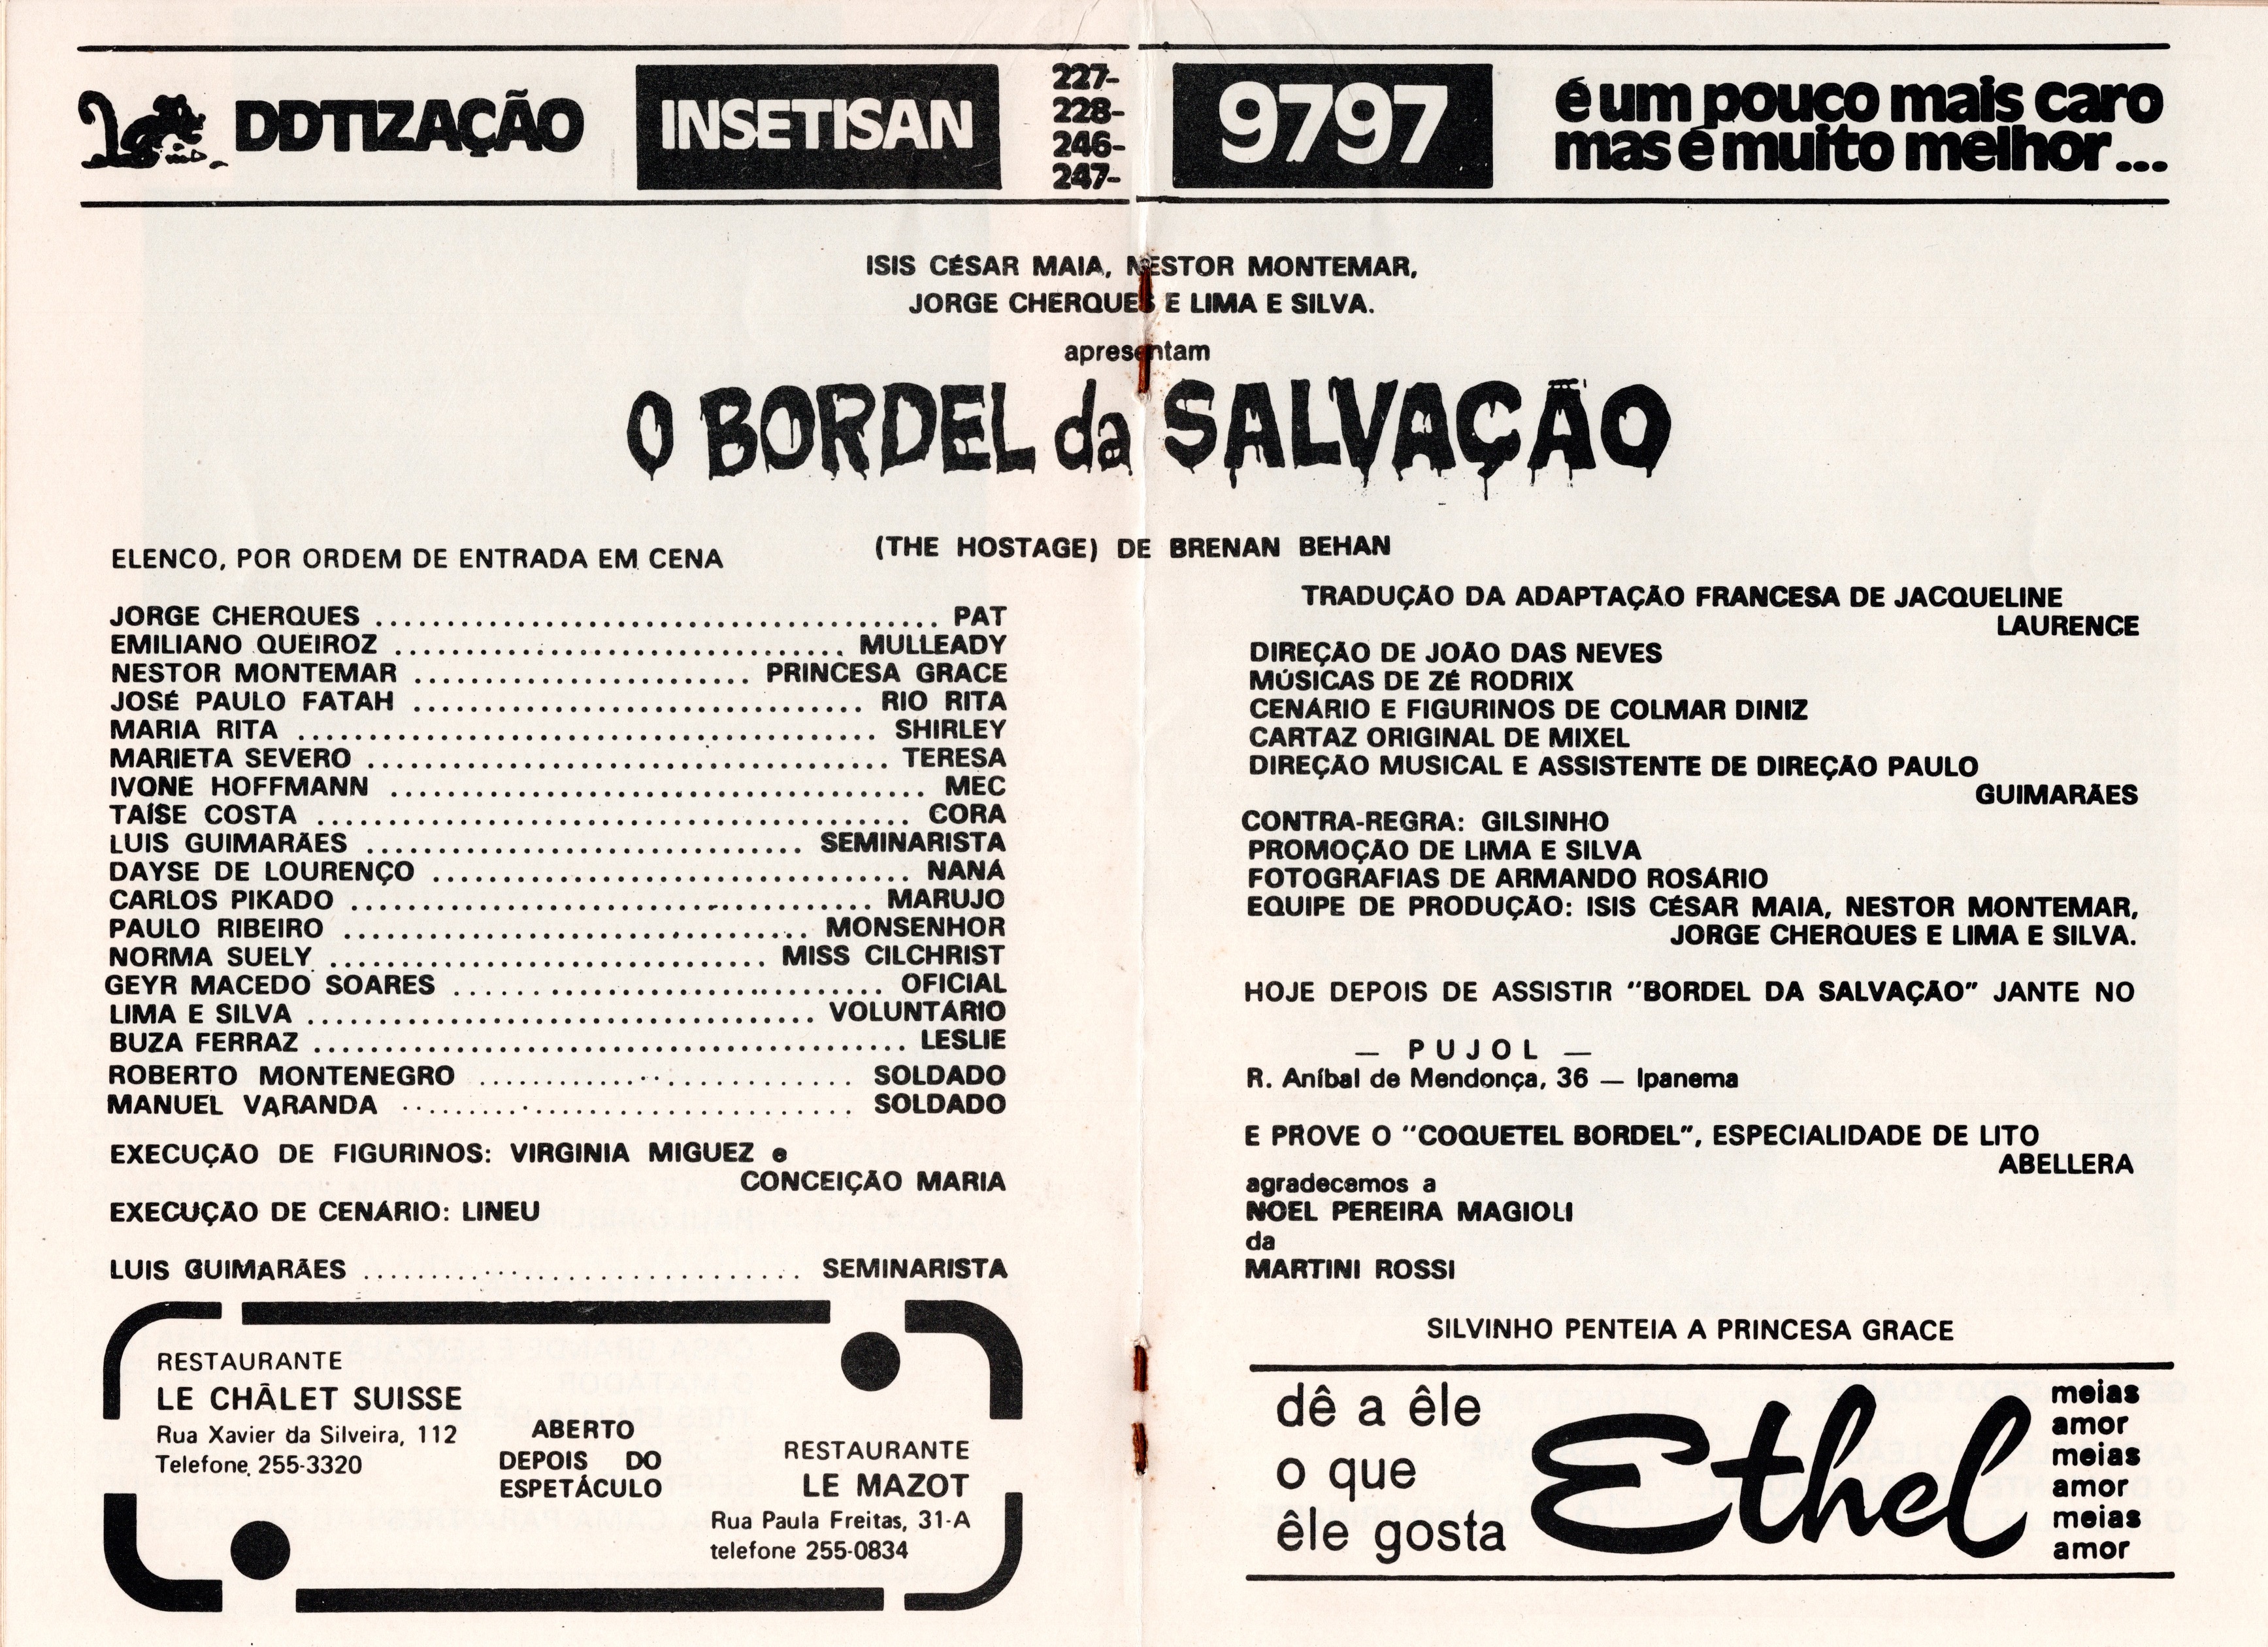 DDTIZAÇÃO INSETISAN 227- 228- 246- 247- 9797 é um pouco mais caro
mas é muito melhor...
ISIS CÉSAR MAIA, NESTOR MONTEMAR,
JORGE CHERQUES E LIMA E SILVA.
apresentam
O BORDEL da SALVAÇÃO
(THE HOSTAGE) DE BRENAN BEHAN
ELENCO, POR ORDEM DE ENTRADA EM CENA
JORGE CHERQUES ........................................ PAT
EMILIANO QUEIROZ ................................ MULLEADY
NESTOR MONTEMAR ........................ PRINCESA GRACE
JOSÉ PAULO FATAH ................................ RIO RITA
MARIA RITA ......................................... SHIRLEY
MARIETA SEVERO ..................................... TERESA
IVONE HOFFMANN ...................................... MEC
TAÍSE COSTA .......................................... CORA
LUIS GUIMARÃES ............................... SEMINARISTA
DAYSE DE LOURENÇO .................................. NANÁ
CARLOS PIKADO ..................................... MARUJO
PAULO RIBEIRO ................................. MONSENHOR
NORMA SUELY ............................... MISS CILCHRIST
GEYR MACEDO SOARES .............................. OFICIAL
LIMA E SILVA .................................... VOLUNTÁRIO
BUZA FERRAZ .......................................... LESLIE
ROBERTO MONTENEGRO ........................... SOLDADO
MANUEL VARANDA ................................ SOLDADO
EXECUÇÃO DE FIGURINOS: VIRGINIA MIGUEZ e
CONCEIÇÃO MARIA
EXECUÇÃO DE CENÁRIO: LINEU
LUIS GUIMARÃES ................................ SEMINARISTA
RESTAURANTE
LE CHÂLET SUISSE
Rua Xavier da Silveira, 112
Telefone 255-3320
ABERTO
DEPOIS DO
ESPETÁCULO
RESTAURANTE
LE MAZOT
Rua Paula Freitas, 31-A
telefone 255-0834
TRADUÇÃO DA ADAPTAÇÃO FRANCESA DE JACQUELINE
LAURENCE
DIREÇÃO DE JOÃO DAS NEVES
MÚSICAS DE ZÉ RODRIX
CENÁRIO E FIGURINOS DE COLMAR DINIZ
CARTAZ ORIGINAL DE MIXEL
DIREÇÃO MUSICAL E ASSISTENTE DE DIREÇÃO PAULO
GUIMARÃES
CONTRA-REGRA: GILSINHO
PROMOÇÃO DE LIMA E SILVA
FOTOGRAFIAS DE ARMANDO ROSÁRIO
EQUIPE DE PRODUÇÃO: ISIS CÉSAR MAIA, NESTOR MONTEMAR,
JORGE CHERQUES E LIMA E SILVA.
HOJE DEPOIS DE ASSISTIR "BORDEL DA SALVAÇÃO" JANTE NO
— PUJOL —
R. Aníbal de Mendonça, 36 — Ipanema
E PROVE O "COQUETEL BORDEL", ESPECIALIDADE DE LITO
ABELLERA
agradecemos a
NOEL PEREIRA MAGIOLI
da
MARTINI ROSSI
SILVINHO PENTEIA A PRINCESA GRACE
dê a êle
o que
êle gosta
Ethel
meias
amor
meias
amor
meias
amor